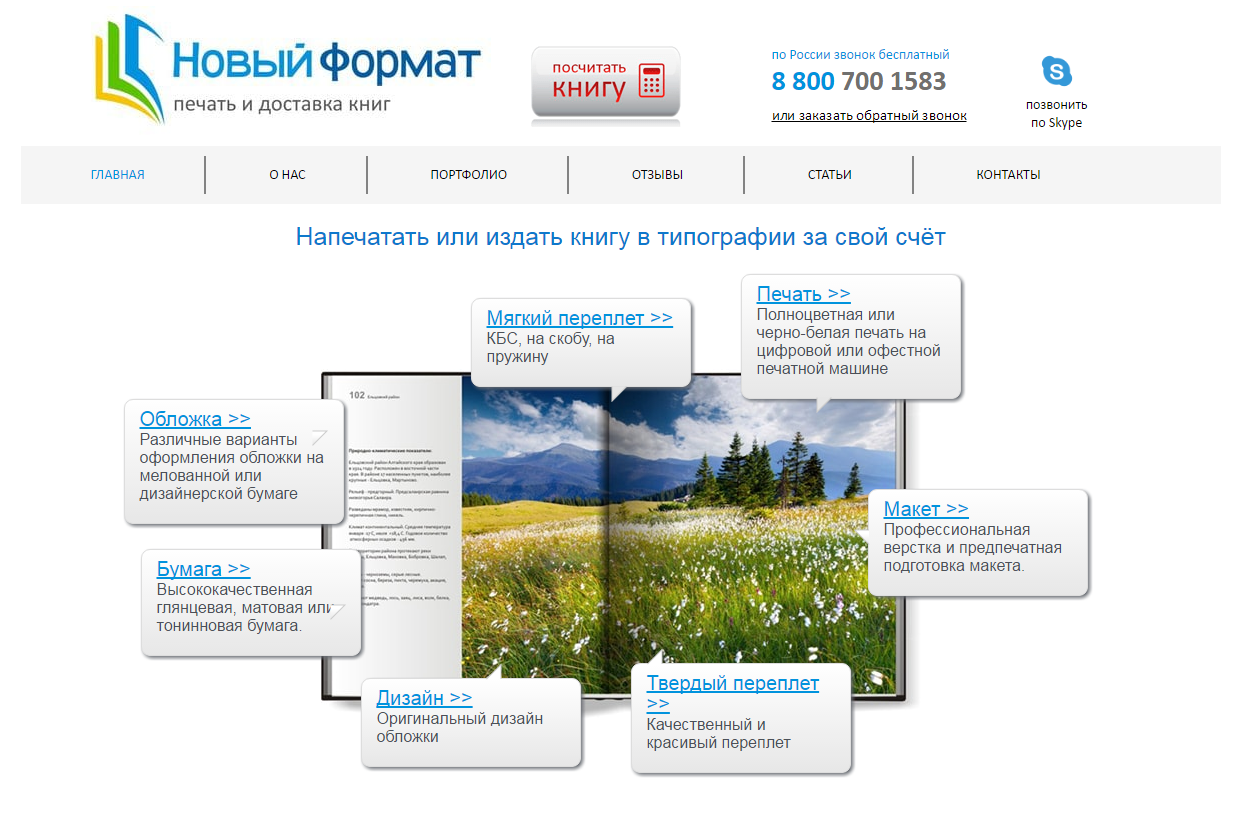 Новый формат
печать и доставка книг
посчитать
книгу
по России звонок бесплатный
8 800 700 1583
или заказать обратный звонок
позвонить
по Skype
ГЛАВНАЯ
О НАС
ПОРТФОЛИО
ОТЗЫВЫ
СТАТЬИ
КОНТАКТЫ
Напечатать или издать книгу в типографии за свой счёт
Мягкий переплет >>
КБС, на скобу, на
пружину
Печать >>
Полноцветная или
черно-белая печать на
цифровой или офестной
печатной машине
Обложка >>
Различные варианты
оформления обложки на
мелованной или
дизайнерской бумаге
102 Ельцовский район
Природно-климатические показатели:
Макет >>
Профессиональная
верстка и предпечатная
подготовка макета.
Бумага >>
Высококачественная
глянцевая, матовая или
тонинновая бумага.
Дизайн >>
Оригинальный дизайн
обложки
Твердый переплет
>>
Качественный и
красивый переплет